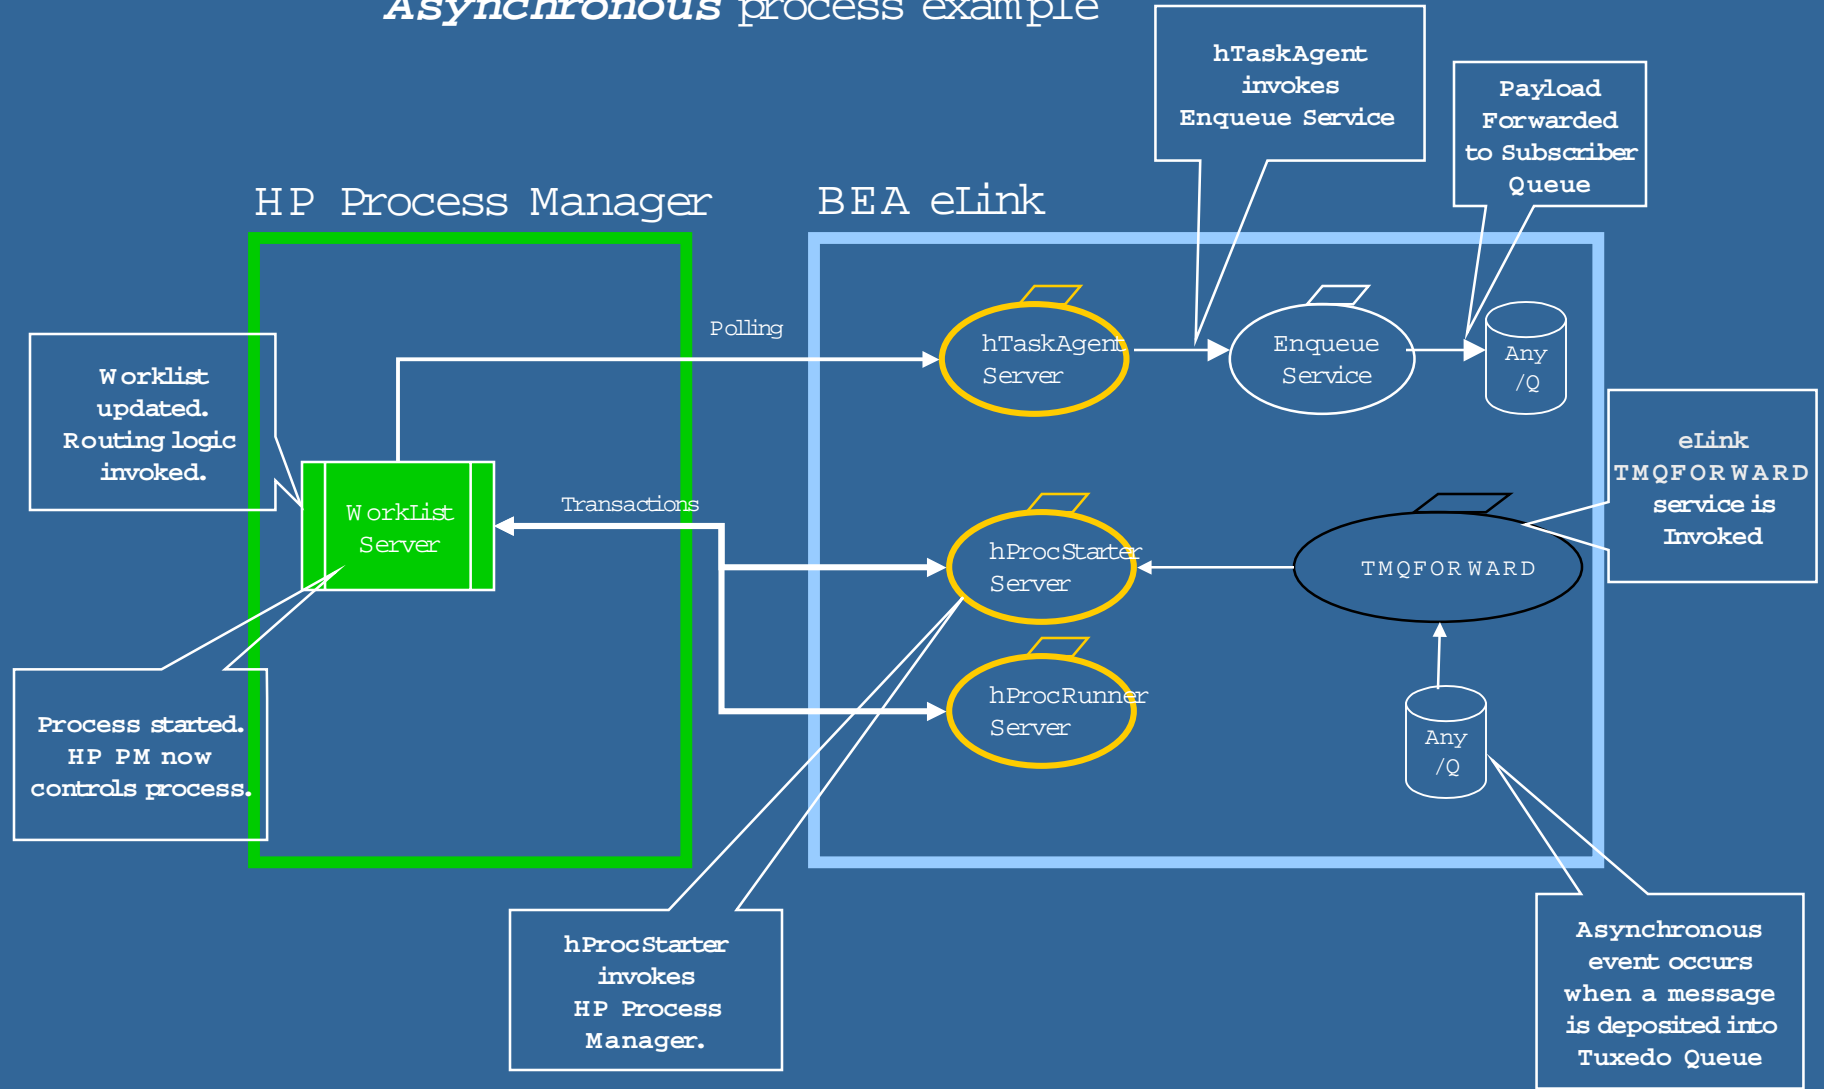 Asynchronous process example
hTaskAgent
invokes
Enqueue Service
Payload
Forwarded
to Subscriber
Queue
HP Process Manager
BEA eLink
Polling
hTaskAgent
Server
Enqueue
Service
Any
/Q
Worklist
updated.
Routing logic
invoked.
eLink
TMQFORWARD
service is
Invoked
WorkList
Server
Transactions
hProcStarter
Server
TMQFORWARD
hProcRunner
Server
Any
/Q
Process started.
HP PM now
controls process.
hProcStarter
invokes
HP Process
Manager.
Asynchronous
event occurs
when a message
is deposited into
Tuxedo Queue